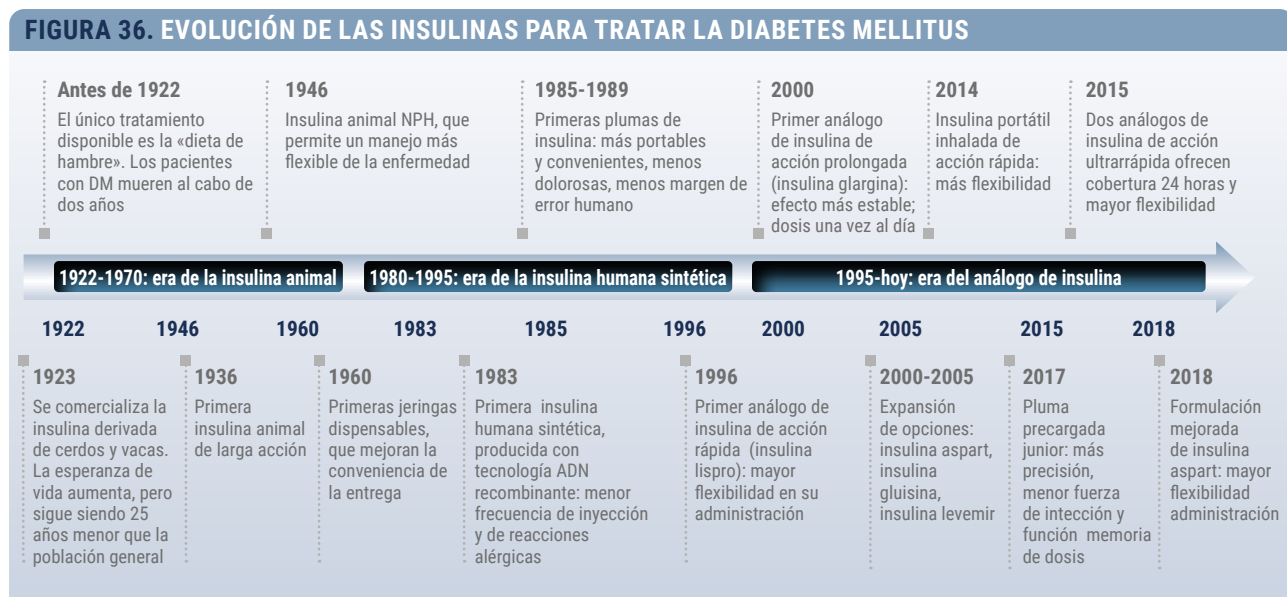 FIGURA 36. EVOLUCIÓN DE LAS INSULINAS PARA TRATAR LA DIABETES MELLITUS
Antes de 1922
El único tratamiento
disponible es la «dieta de
hambre». Los pacientes
con DM mueren al cabo de
dos años
1946
Insulina animal NPH, que
permite un manejo más
flexible de la enfermedad
1985-1989
Primeras plumas de
insulina: más portables
y convenientes, menos
dolorosas, menos margen de
error humano
2000
Primer análogo
de insulina de
acción prolongada
(insulina glargina):
efecto más estable;
dosis una vez al día
2014
Insulina portátil
inhalada de
acción rápida:
más flexibilidad
2015
Dos análogos de
insulina de acción
ultrarrápida ofrecen
cobertura 24 horas y
mayor flexibilidad
1922-1970: era de la insulina animal
1980-1995: era de la insulina humana sintética
1995-hoy: era del análogo de insulina
1922 1946 1960 1983 1985 1996 2000 2005 2015 2018
1923
Se comercializa la
insulina derivada
de cerdos y vacas.
La esperanza de
vida aumenta, pero
sigue siendo 25
años menor que la
población general
1936
Primera
insulina animal
de larga acción
1960
Primeras jeringas
dispensables,
que mejoran la
conveniencia de
la entrega
1983
Primera insulina
humana sintética,
producida con
tecnología ADN
recombinante: menor
frecuencia de inyección
y de reacciones
alérgicas
1996
Primer análogo de
insulina de acción
rápida (insulina
lispro): mayor
flexibilidad en su
administración
2000-2005
Expansión
de opciones:
insulina aspart,
insulina
gluisina,
insulina levemir
2017
Pluma
precargada
junior: más
precisión,
menor fuerza
de intección y
función memoria
de dosis
2018
Formulación
mejorada
de insulina
aspart: mayor
flexibilidad
administración